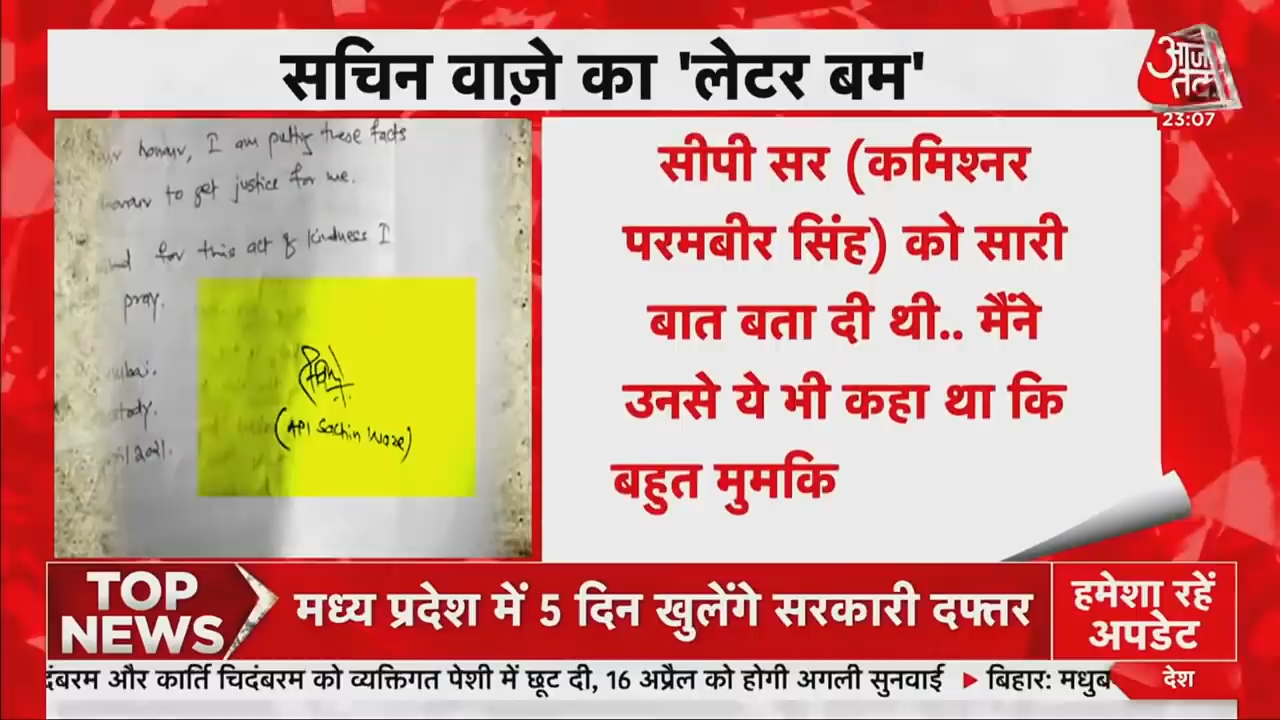 सचिन वाज़े का 'लेटर बम'
आज तक
23:07
honour, I am putting these facts
to get justice for me.
for this act of kindness I
pray.
(API Sachin Waze)
सीपी सर (कमिश्नर
परमबीर सिंह) को सारी
बात बता दी थी.. मैंने
उनसे ये भी कहा था कि
बहुत मुमकि
TOP
NEWS
मध्य प्रदेश में 5 दिन खुलेंगे सरकारी दफ्तर
हमेशा रहें
अपडेट
दंबरम और कार्ति चिदंबरम को व्यक्तिगत पेशी में छूट दी, 16 अप्रैल को होगी अगली सुनवाई ▸ बिहार: मधुब
देश